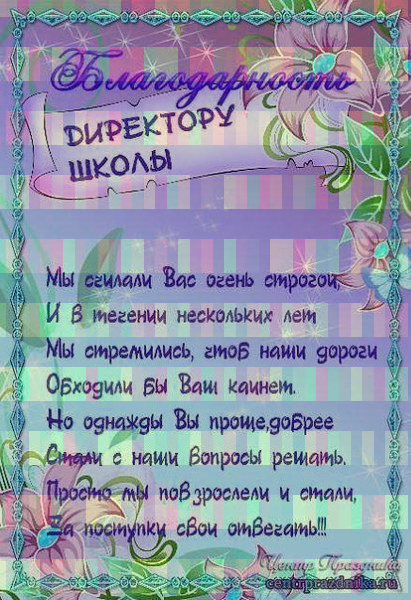 Благодарность
ДИРЕКТОРУ
ШКОЛЫ
Мы считали Вас очень строгой,
И в течении нескольких лет
Мы стремились, чтоб наши дороги
Обходили бы Ваш каинет.
Но однажды Вы проще,добрее
Стали с наши вопросы решать.
Просто мы повзрослели и стали,
За поступки свои отвечать!!!
Центр Праздника
centrprazdnika.ru